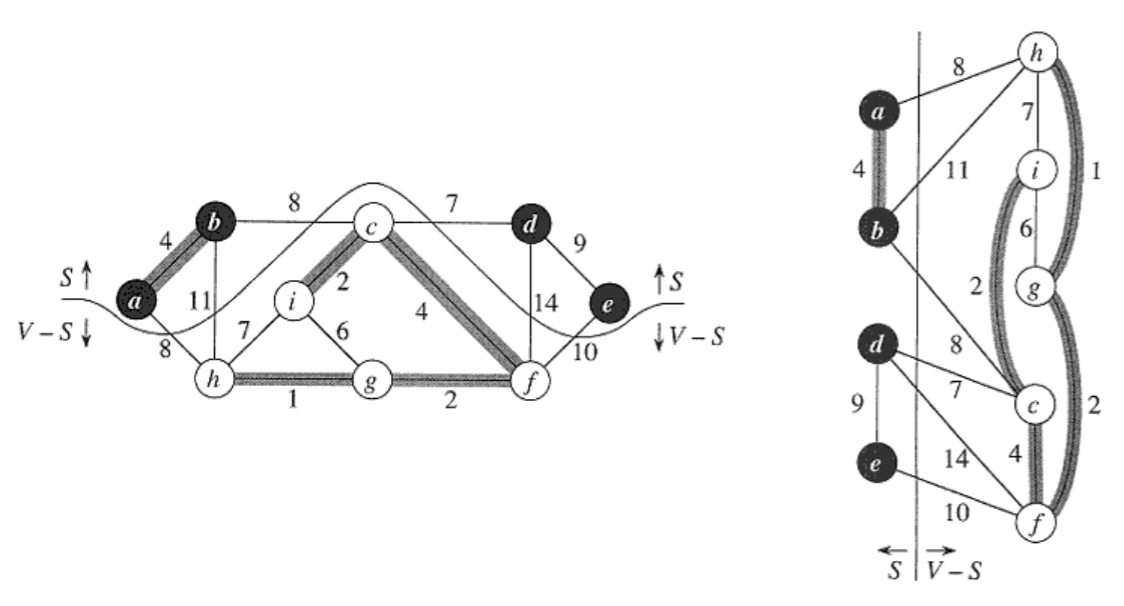 8 7
b c d
4 9
S ↑ ↑ S
a 11 i 2 4 14 e
V – S ↓ ↓ V – S
8 7 6 10
h g f
1 2
h
8
a 7
4 11 i 1
b 6
2 g
d 8
7
9 c 2
e 14 4
10
f
← →
S V – S